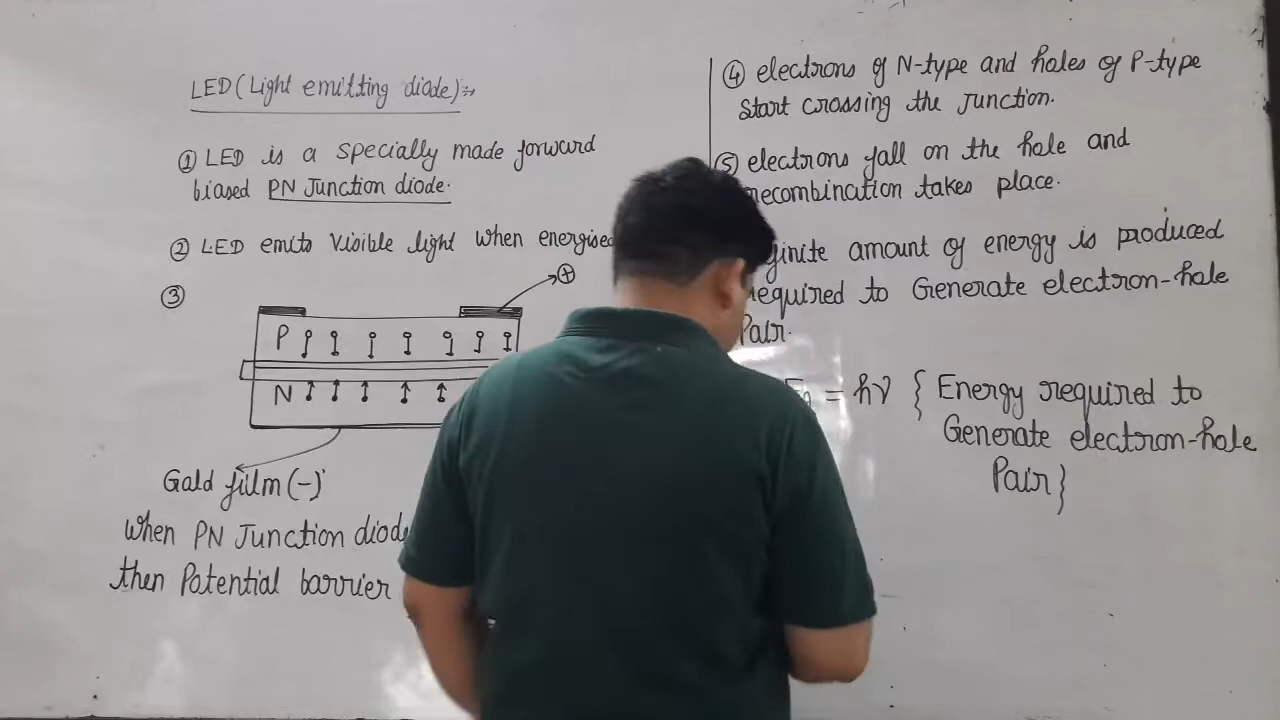 LED (Light emitting diode):→
① LED is a specially made forward
biased PN Junction diode.
② LED emits visible light when energised
③
+
P
N
Gald film (-)
when PN Junction diode
then Potential barrier
④ electrons of N-type and holes of P-type
start crossing the junction.
⑤ electrons fall on the hole and
recombination takes place.
finite amount of energy is produced
required to Generate electron-hole
Pair.
= hν { Energy required to
Generate electron-hole
Pair }